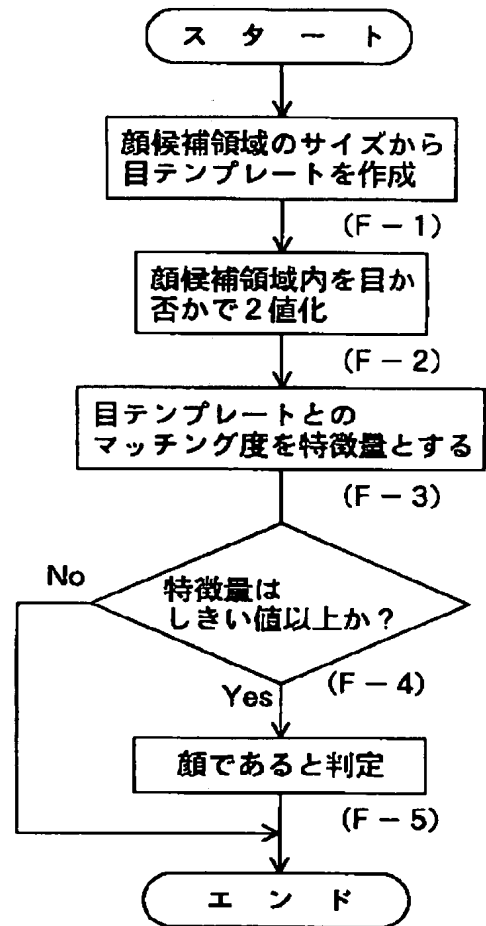 スタート
顔候補領域のサイズから
目テンプレートを作成
(F－1)
顔候補領域内を目か
否かで２値化
(F－2)
目テンプレートとの
マッチング度を特徴量とする
(F－3)
No
特徴量は
しきい値以上か？
(F－4)
Yes
顔であると判定
(F－5)
エンド